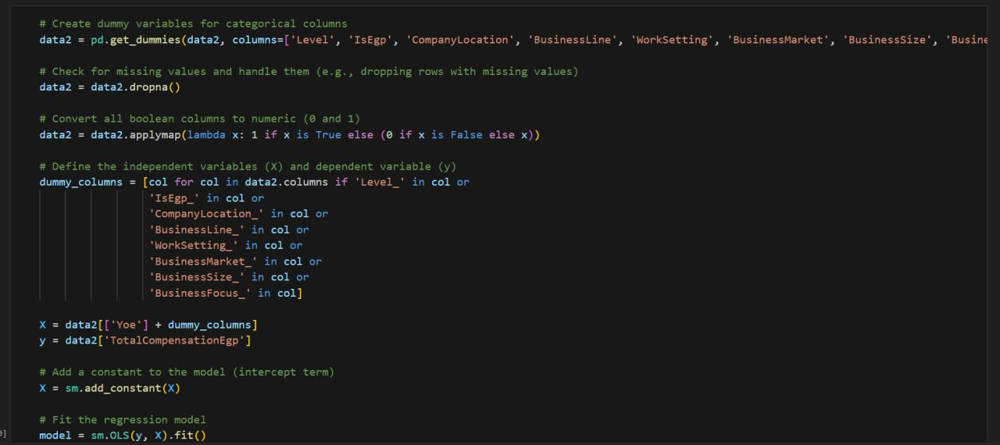 # Create dummy variables for categorical columns
data2 = pd.get_dummies(data2, columns=['Level', 'IsEgp', 'CompanyLocation', 'BusinessLine', 'WorkSetting', 'BusinessMarket', 'BusinessSize', 'Busine
# Check for missing values and handle them (e.g., dropping rows with missing values)
data2 = data2.dropna()
# Convert all boolean columns to numeric (0 and 1)
data2 = data2.applymap(lambda x: 1 if x is True else (0 if x is False else x))
# Define the independent variables (X) and dependent variable (y)
dummy_columns = [col for col in data2.columns if 'Level_' in col or
'IsEgp_' in col or
'CompanyLocation_' in col or
'BusinessLine_' in col or
'WorkSetting_' in col or
'BusinessMarket_' in col or
'BusinessSize_' in col or
'BusinessFocus_' in col]
X = data2[['Yoe'] + dummy_columns]
y = data2['TotalCompensationEgp']
# Add a constant to the model (intercept term)
X = sm.add_constant(X)
# Fit the regression model
model = sm.OLS(y, X).fit()